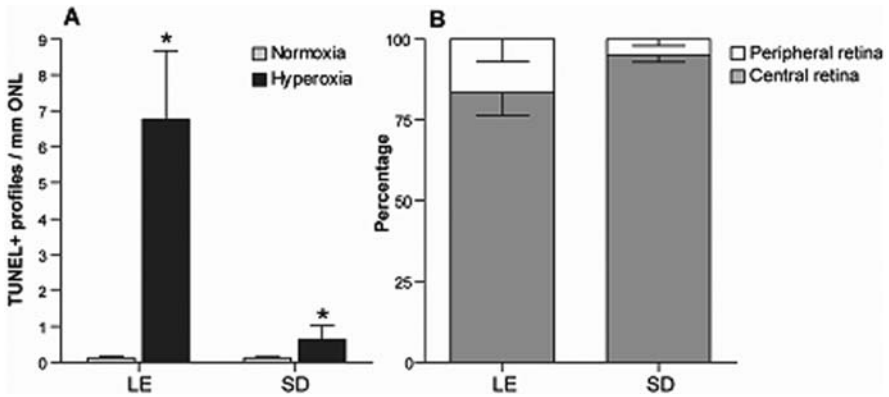 A
TUNEL+ profiles / mm ONL
9
8
7
6
5
4
3
2
1
0
*
*
Normoxia
Hyperoxia
LE
SD
B
Percentage
100
75
50
25
0
Peripheral retina
Central retina
LE
SD